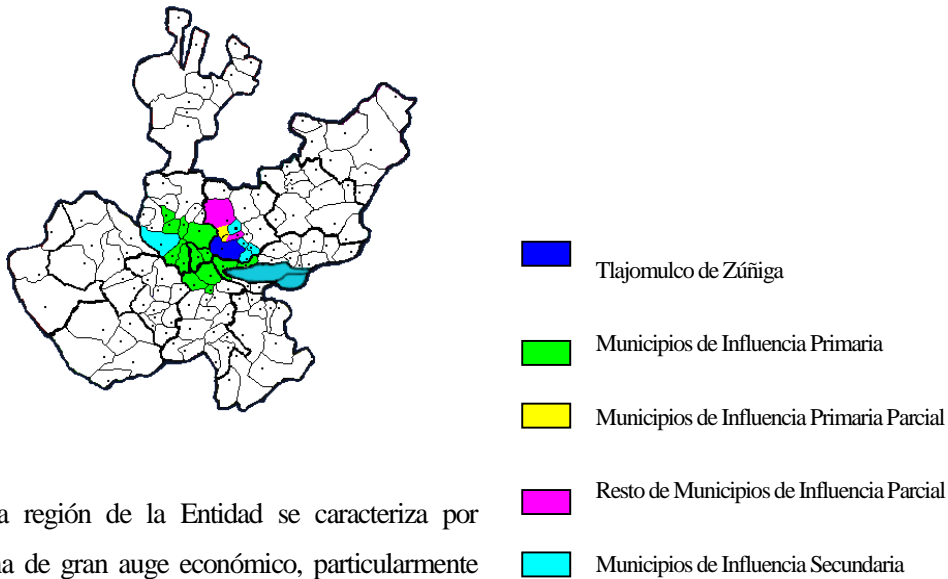 Tlajomulco de Zúñiga
Municipios de Influencia Primaria
Municipios de Influencia Primaria Parcial
Resto de Municipios de Influencia Parcial
Municipios de Influencia Secundaria
región de la Entidad se caracteriza por
de gran auge económico, particularmente